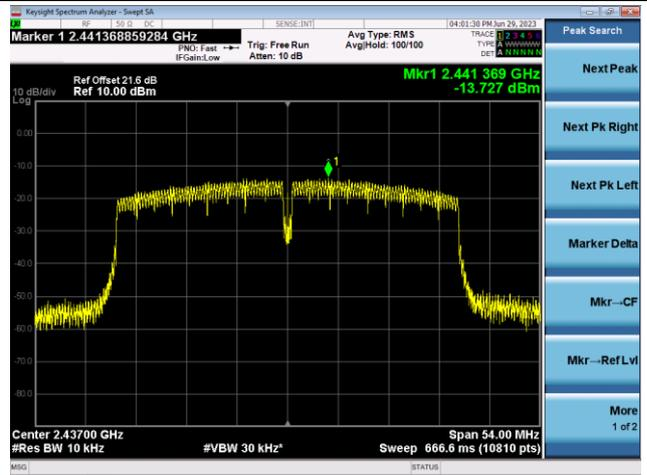 Keysight Spectrum Analyzer - Swept SA
RF 50 Ω DC SENSE:INT 04:01:30 PM Jun 29, 2023
Marker 1 2.441368859284 GHz
PNO: Fast
IFGain:Low
Trig: Free Run
Atten: 10 dB
Avg Type: RMS
Avg|Hold: 100/100
TRACE 1 2 3 4 5 6
TYPE A WWWWW
DET A NNNNN
Peak Search
Next Peak
Next Pk Right
Next Pk Left
Marker Delta
Mkr→CF
Mkr→Ref Lvl
More
1 of 2
Mkr1 2.441 369 GHz
-13.727 dBm
Ref Offset 21.6 dB
10 dB/div Ref 10.00 dBm
Log
0.00
-10.0
1
-20.0
-30.0
-40.0
-50.0
-60.0
-70.0
-80.0
Center 2.43700 GHz Span 54.00 MHz
#Res BW 10 kHz #VBW 30 kHz* Sweep 666.6 ms (10810 pts)
MSG STATUS